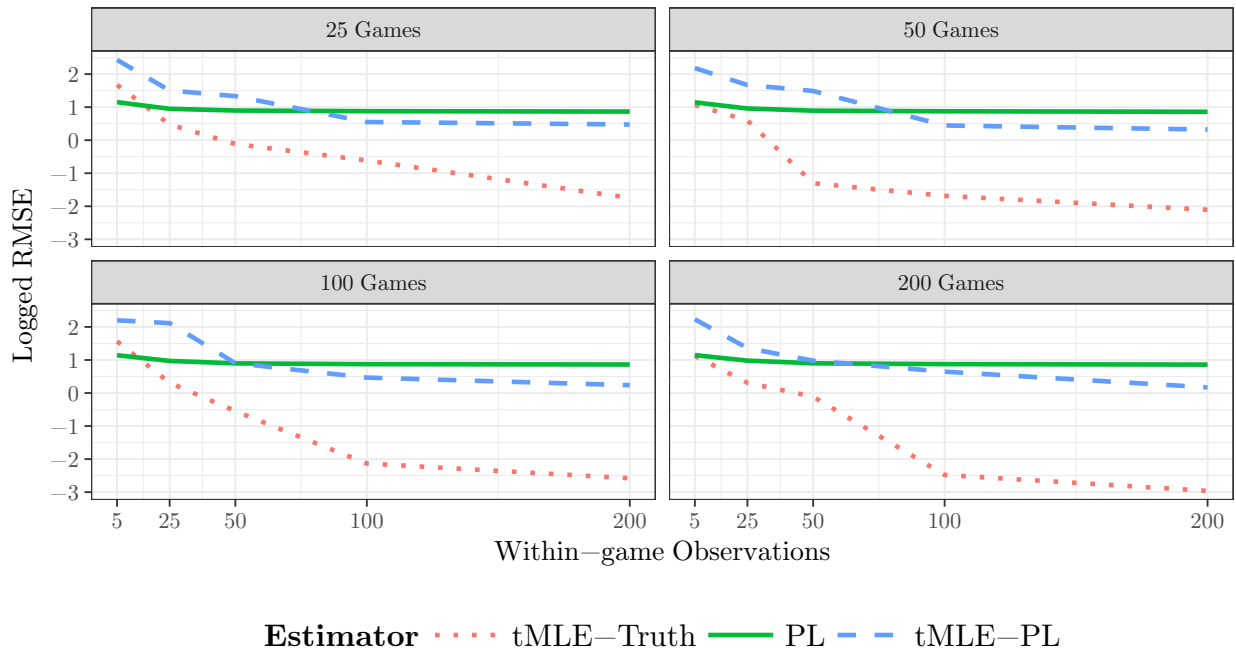 25 Games
50 Games
2
1
0
−1
−2
−3
100 Games
200 Games
2
1
0
−1
−2
−3
5 25 50 100 200
5 25 50 100 200
Logged RMSE
Within−game Observations
Estimator tMLE−Truth PL tMLE−PL